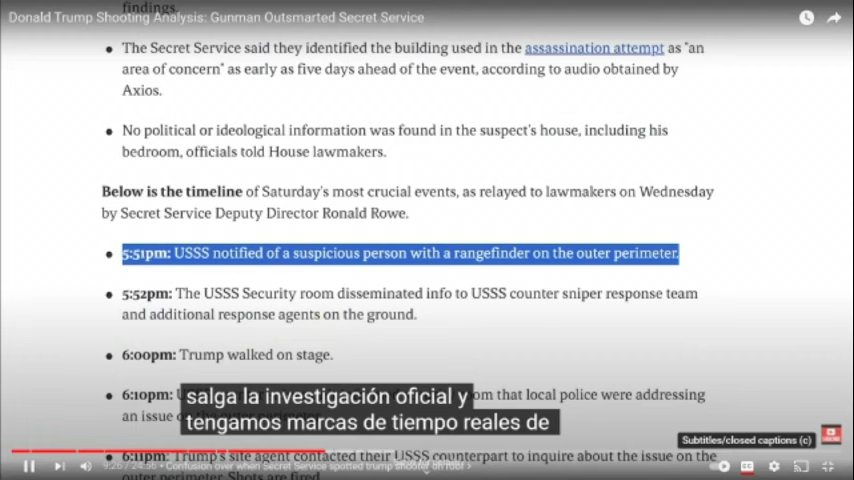 findings.
Donald Trump Shooting Analysis: Gunman Outsmarted Secret Service
• The Secret Service said they identified the building used in the assassination attempt as "an
area of concern" as early as five days ahead of the event, according to audio obtained by
Axios.
• No political or ideological information was found in the suspect's house, including his
bedroom, officials told House lawmakers.
Below is the timeline of Saturday's most crucial events, as relayed to lawmakers on Wednesday
by Secret Service Deputy Director Ronald Rowe.
• 5:51pm: USSS notified of a suspicious person with a rangefinder on the outer perimeter.
• 5:52pm: The USSS Security room disseminated info to USSS counter sniper response team
and additional response agents on the ground.
• 6:00pm: Trump walked on stage.
• 6:10pm: om that local police were addressing
an issue
salga la investigación oficial y
tengamos marcas de tiempo reales de
Subtitles/closed captions (c)
• 6:11pm: Trump's site agent contacted their USSS counterpart to inquire about the issue on the
9:26 / 24:56 • Confusion over when Secret Service spotted trump shooter on roof >
outer perimeter. Shots are fired.